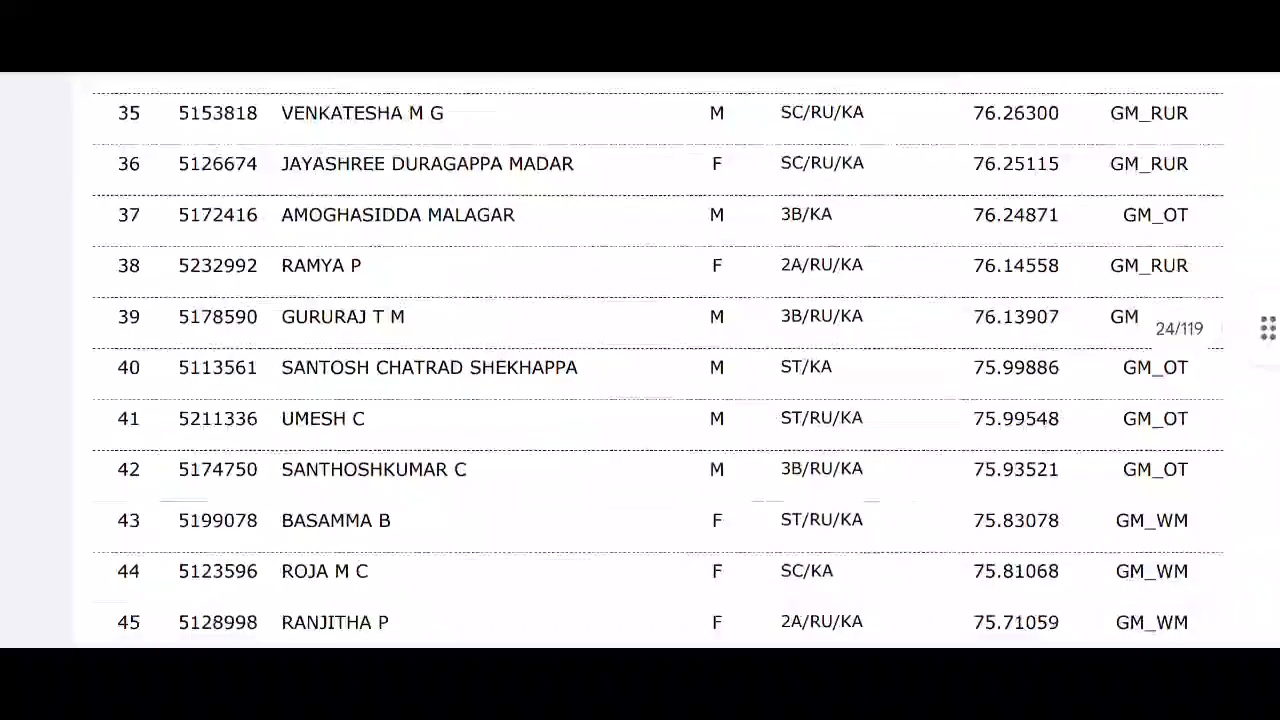 35 5153818 VENKATESHA M G M SC/RU/KA 76.26300 GM_RUR
36 5126674 JAYASHREE DURAGAPPA MADAR F SC/RU/KA 76.25115 GM_RUR
37 5172416 AMOGHASIDDA MALAGAR M 3B/KA 76.24871 GM_OT
38 5232992 RAMYA P F 2A/RU/KA 76.14558 GM_RUR
39 5178590 GURURAJ T M M 3B/RU/KA 76.13907 GM
24/119
40 5113561 SANTOSH CHATRAD SHEKHAPPA M ST/KA 75.99886 GM_OT
41 5211336 UMESH C M ST/RU/KA 75.99548 GM_OT
42 5174750 SANTHOSHKUMAR C M 3B/RU/KA 75.93521 GM_OT
43 5199078 BASAMMA B F ST/RU/KA 75.83078 GM_WM
44 5123596 ROJA M C F SC/KA 75.81068 GM_WM
45 5128998 RANJITHA P F 2A/RU/KA 75.71059 GM_WM